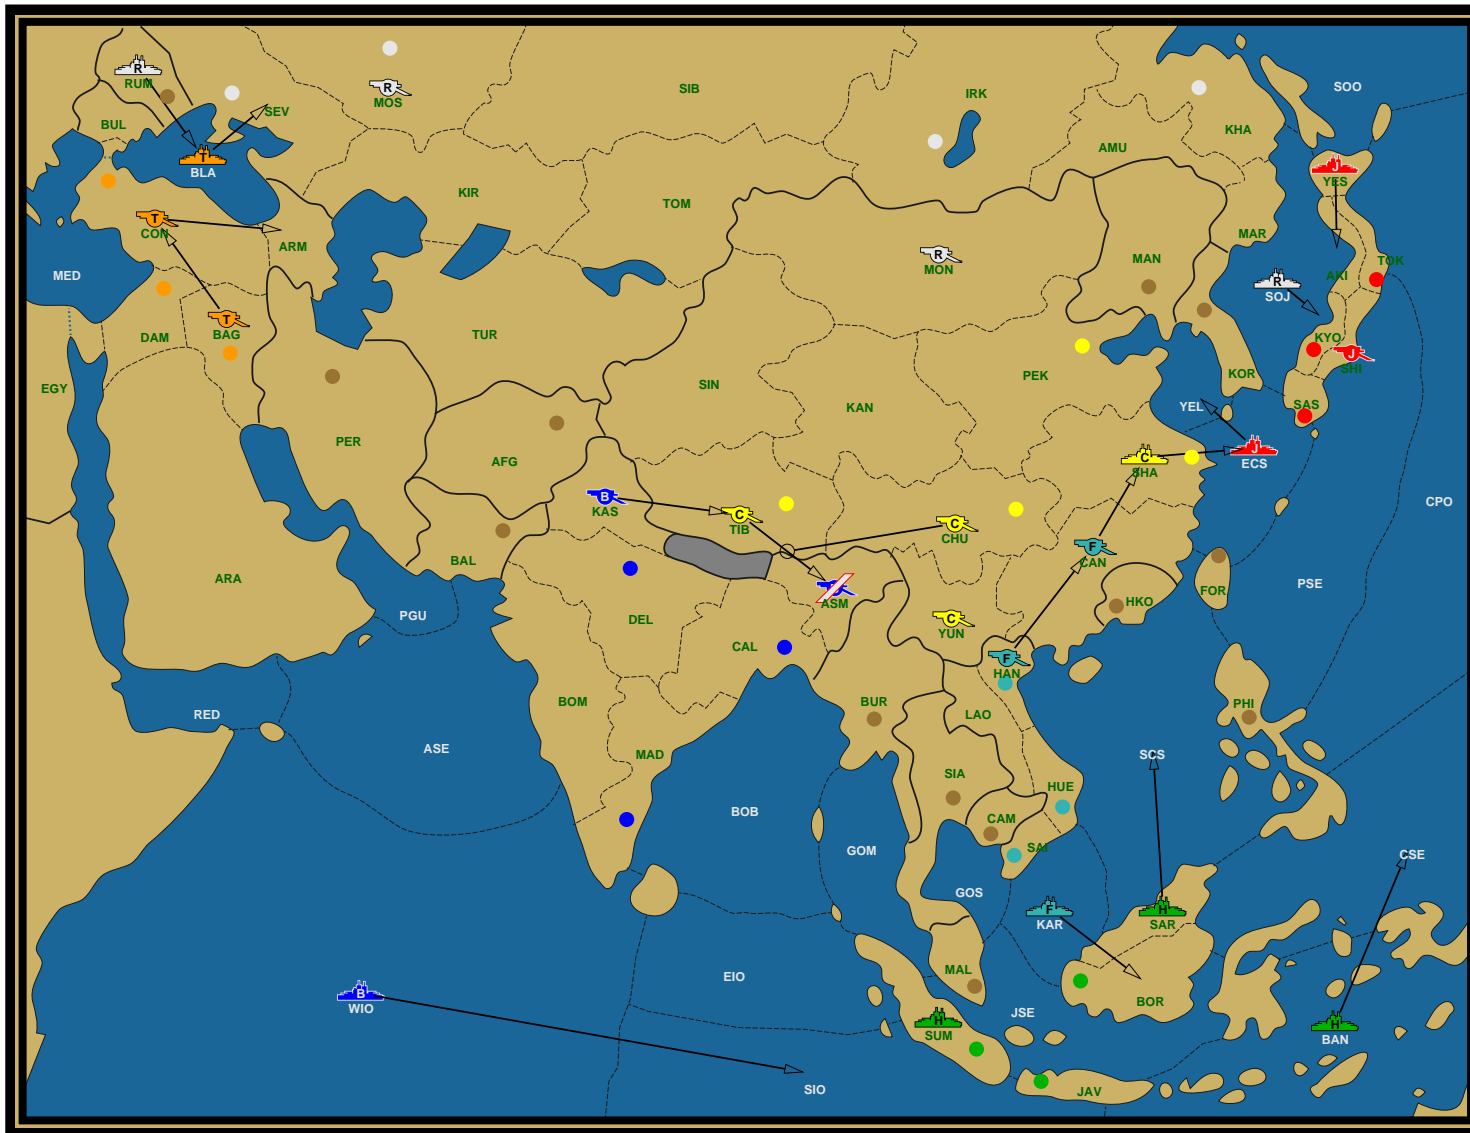 SOO
R
RUM
MOS
R
SIB
IRK
SEV
BUL
KHA
AMU
T
BLA
J
YES
KIR
TOM
T
CON
ARM
MAR
MED
R
MON
MAN
TOK
AKI
R
SOJ
T
BAG
DAM
TUR
KYO
J
SHI
EGY
SIN
PEK
KOR
KAN
YEL
SAS
PER
AFG
C
SHA
J
ECS
B
KAS
C
TIB
C
CHU
CPO
BAL
F
CAN
ARA
PGU
DEL
ASM
HKO
FOR
PSE
C
YUN
CAL
F
HAN
RED
BOM
BUR
LAO
PHI
ASE
MAD
SCS
SIA
HUE
BOB
CAM
GOM
SAI
CSE
GOS
F
KAR
H
SAR
EIO
MAL
B
WIO
BOR
H
SUM
JSE
H
BAN
SIO
JAV